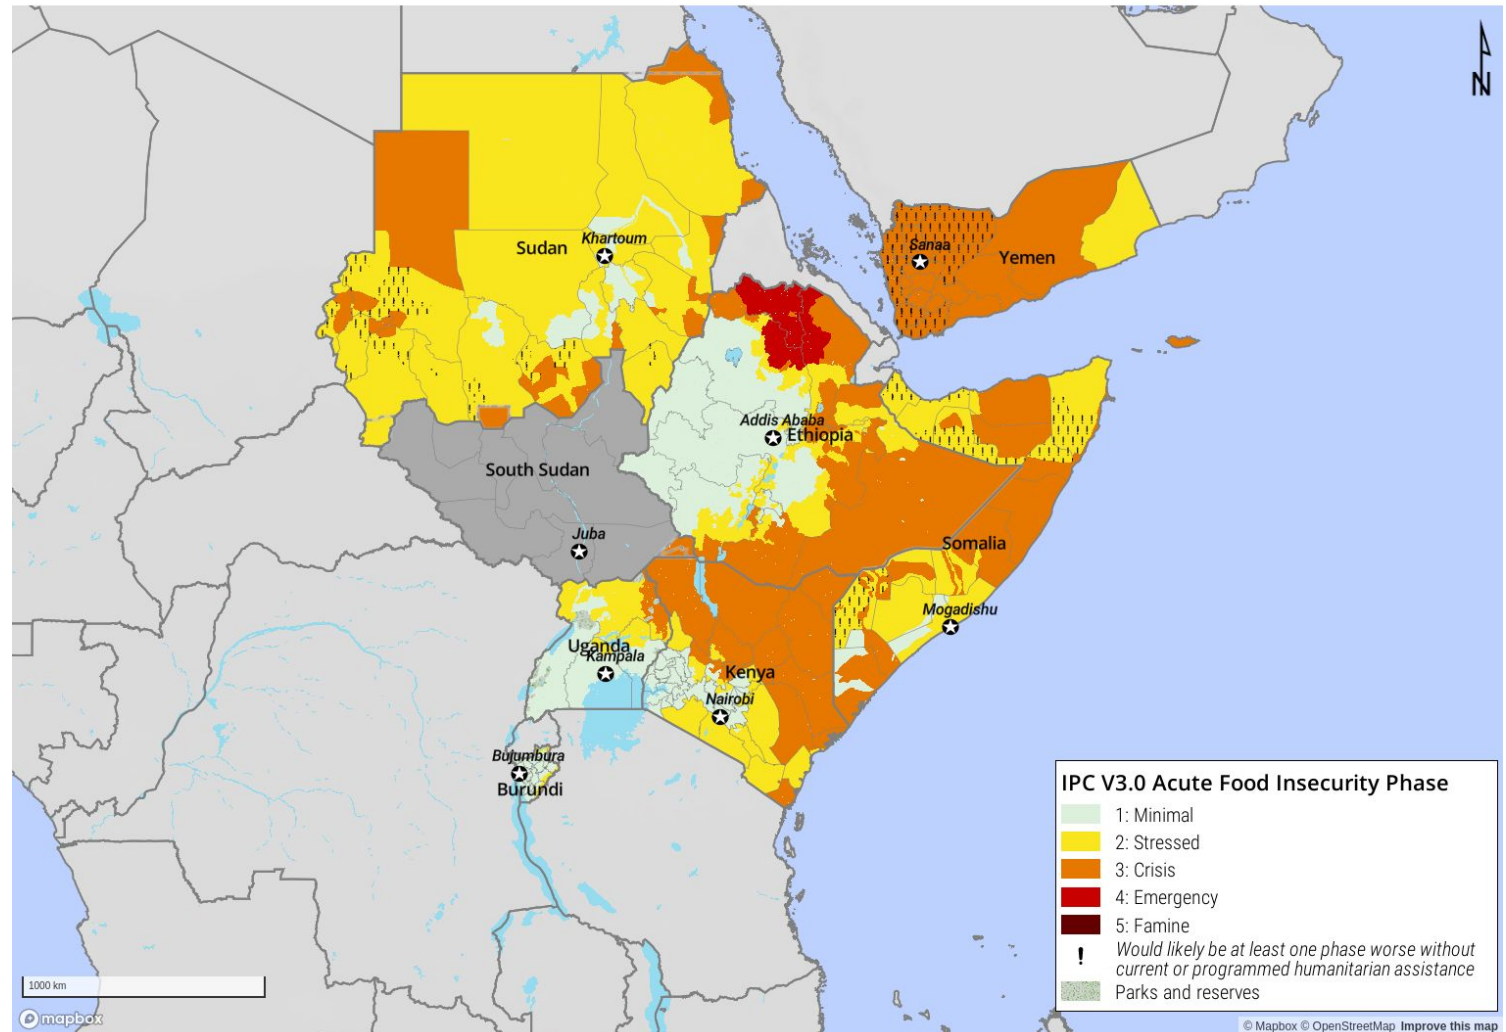 N
Sudan
Khartoum
Sanaa
Yemen
Addis Ababa
Ethiopia
South Sudan
Juba
Somalia
Mogadishu
Uganda
Kampala
Kenya
Nairobi
Bujumbura
Burundi
IPC V3.0 Acute Food Insecurity Phase
1: Minimal
2: Stressed
3: Crisis
4: Emergency
5: Famine
! Would likely be at least one phase worse without
current or programmed humanitarian assistance
Parks and reserves
1000 km
mapbox
© Mapbox © OpenStreetMap Improve this map